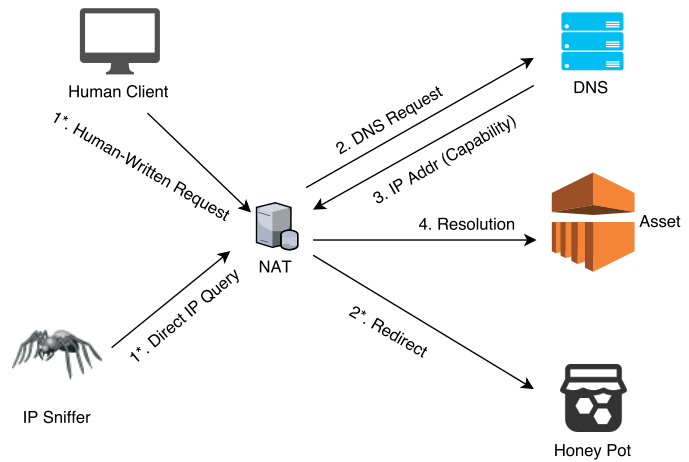 Human Client
DNS
1*. Human-Written Request
2. DNS Request
3. IP Addr (Capability)
4. Resolution
Asset
NAT
1*. Direct IP Query
2*. Redirect
IP Sniffer
Honey Pot